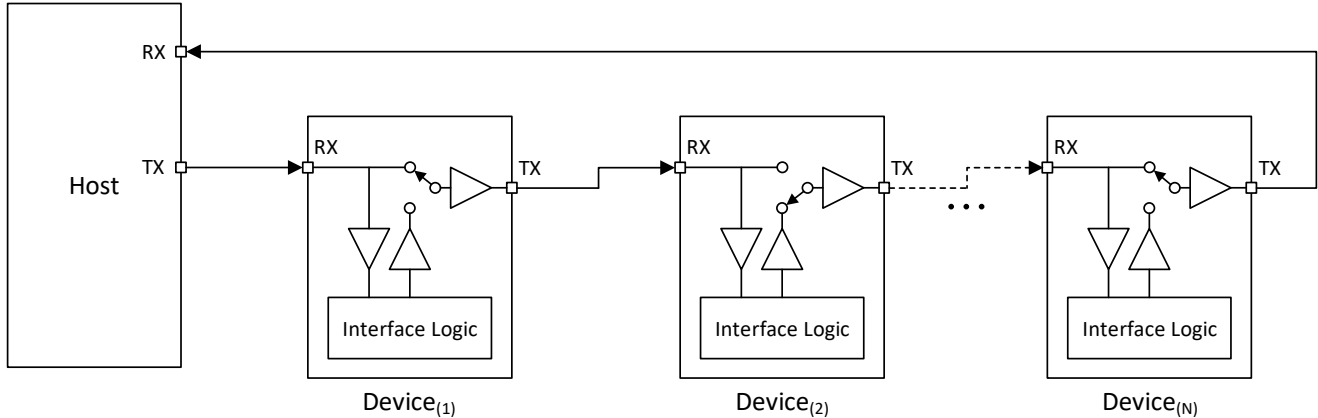 RX
TX
Host
RX
TX
Interface Logic
Device(1)
RX
TX
Interface Logic
Device(2)
...
RX
TX
Interface Logic
Device(N)